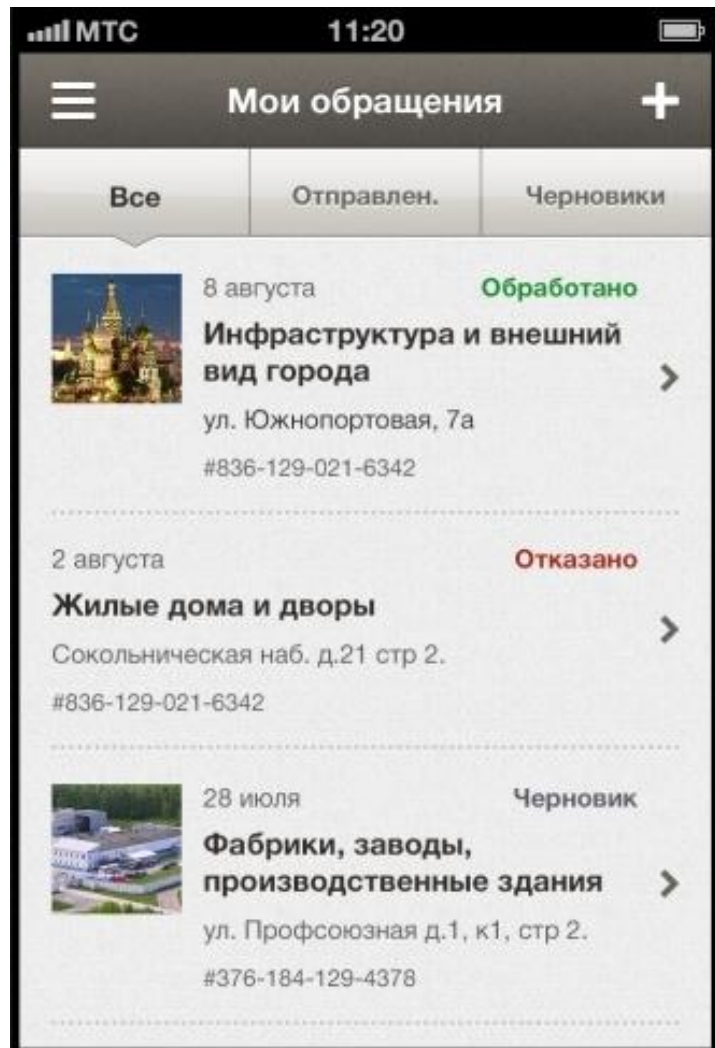 МТС 11:20
Мои обращения
Все Отправлен. Черновики
8 августа Обработано
Инфраструктура и внешний
вид города
ул. Южнопортовая, 7а
#836-129-021-6342
2 августа Отказано
Жилые дома и дворы
Сокольническая наб. д.21 стр 2.
#836-129-021-6342
28 июля Черновик
Фабрики, заводы,
производственные здания
ул. Профсоюзная д.1, к1, стр 2.
#376-184-129-4378